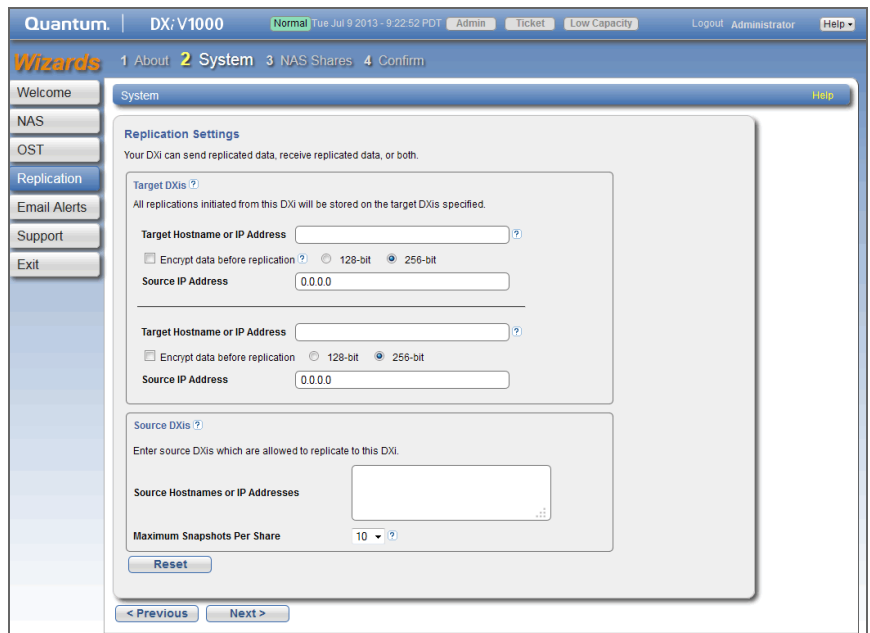 Quantum. DXi V1000 Normal Tue Jul 9 2013 - 9:22:52 PDT Admin Ticket Low Capacity Logout Administrator Help
Wizards 1 About 2 System 3 NAS Shares 4 Confirm
Welcome
NAS
OST
Replication
Email Alerts
Support
Exit
System Help
Replication Settings
Your DXi can send replicated data, receive replicated data, or both.
Target DXis ?
All replications initiated from this DXi will be stored on the target DXis specified.
Target Hostname or IP Address ?
Encrypt data before replication ? 128-bit 256-bit
Source IP Address 0.0.0.0
Target Hostname or IP Address ?
Encrypt data before replication 128-bit 256-bit
Source IP Address 0.0.0.0
Source DXis ?
Enter source DXis which are allowed to replicate to this DXi.
Source Hostnames or IP Addresses
Maximum Snapshots Per Share 10 ?
Reset
< Previous Next >